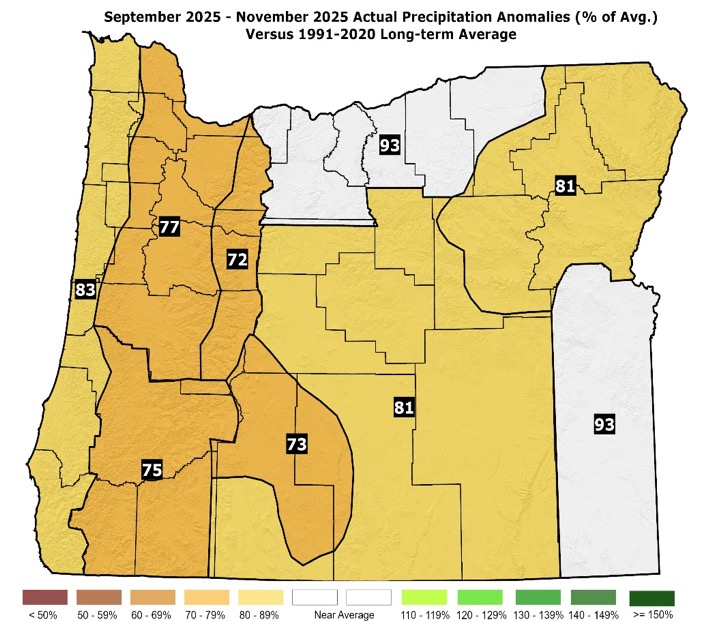 September 2025 - November 2025 Actual Precipitation Anomalies (% of Avg.)
Versus 1991-2020 Long-term Average
93
81
77
72
83
81
93
73
75
< 50%
50 - 59%
60 - 69%
70 - 79%
80 - 89%
Near Average
110 - 119%
120 - 129%
130 - 139%
140 - 149%
>= 150%